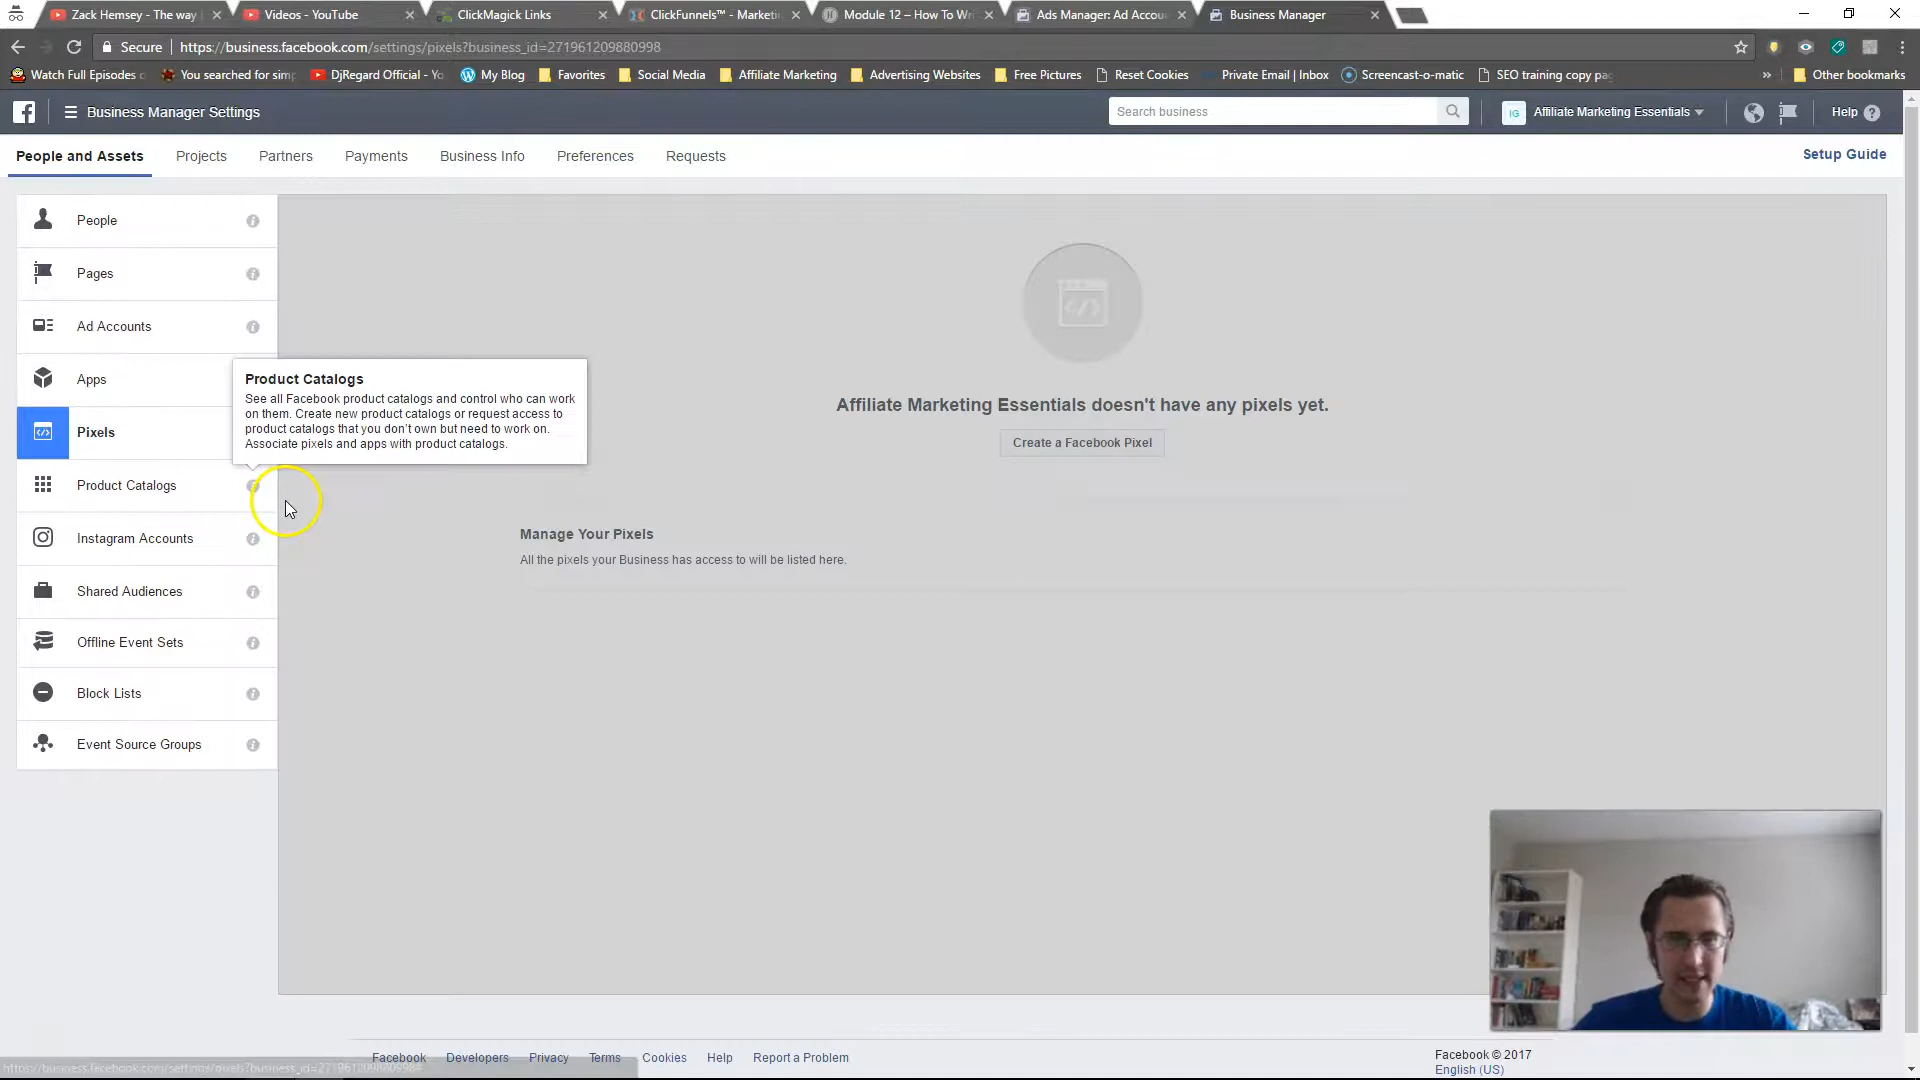 Zack Hemsey - The way
Videos - YouTube
ClickMagick Links
ClickFunnels™ - Marketi
Module 12 – How To Wri
Ads Manager: Ad Accou
Business Manager
Secure
https://business.facebook.com/settings/pixels?business_id=271961209880998
Watch Full Episodes o
You searched for sim
DjRegard Official - Yo
My Blog
Favorites
Social Media
Affiliate Marketing
Advertising Websites
Free Pictures
Reset Cookies
Private Email | Inbox
Screencast-o-matic
SEO training copy pag
»
Other bookmarks
Business Manager Settings
Search business
IG
Affiliate Marketing Essentials
Help
People and Assets
Projects
Partners
Payments
Business Info
Preferences
Requests
Setup Guide
People
Pages
Ad Accounts
Apps
Pixels
Product Catalogs
Instagram Accounts
Shared Audiences
Offline Event Sets
Block Lists
Event Source Groups
Product Catalogs
See all Facebook product catalogs and control who can work
on them. Create new product catalogs or request access to
product catalogs that you don't own but need to work on.
Associate pixels and apps with product catalogs.
Affiliate Marketing Essentials doesn't have any pixels yet.
Create a Facebook Pixel
Manage Your Pixels
All the pixels your Business has access to will be listed here.
Facebook
Developers
Privacy
Terms
Cookies
Help
Report a Problem
Facebook © 2017
English (US)
https://business.facebook.com/settings/pixels?business_id=271961209880998#